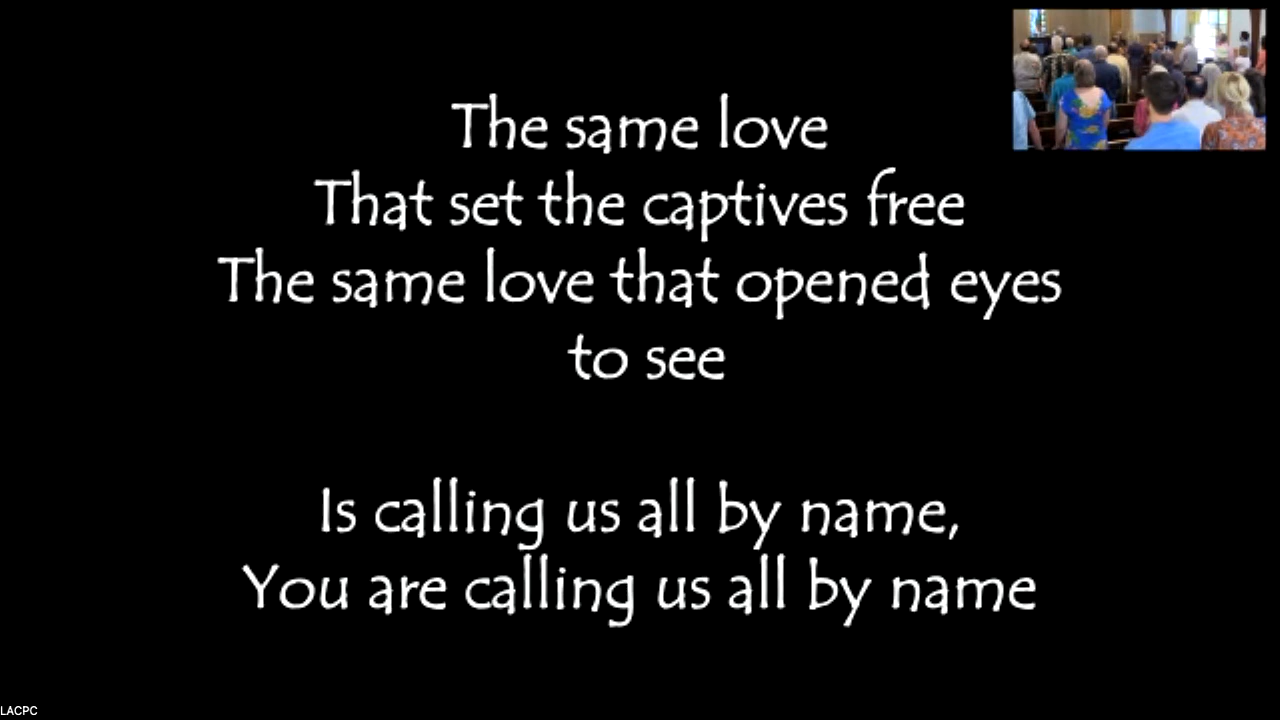 The same love
That set the captives free
The same love that opened eyes
to see
Is calling us all by name,
You are calling us all by name
LACPC